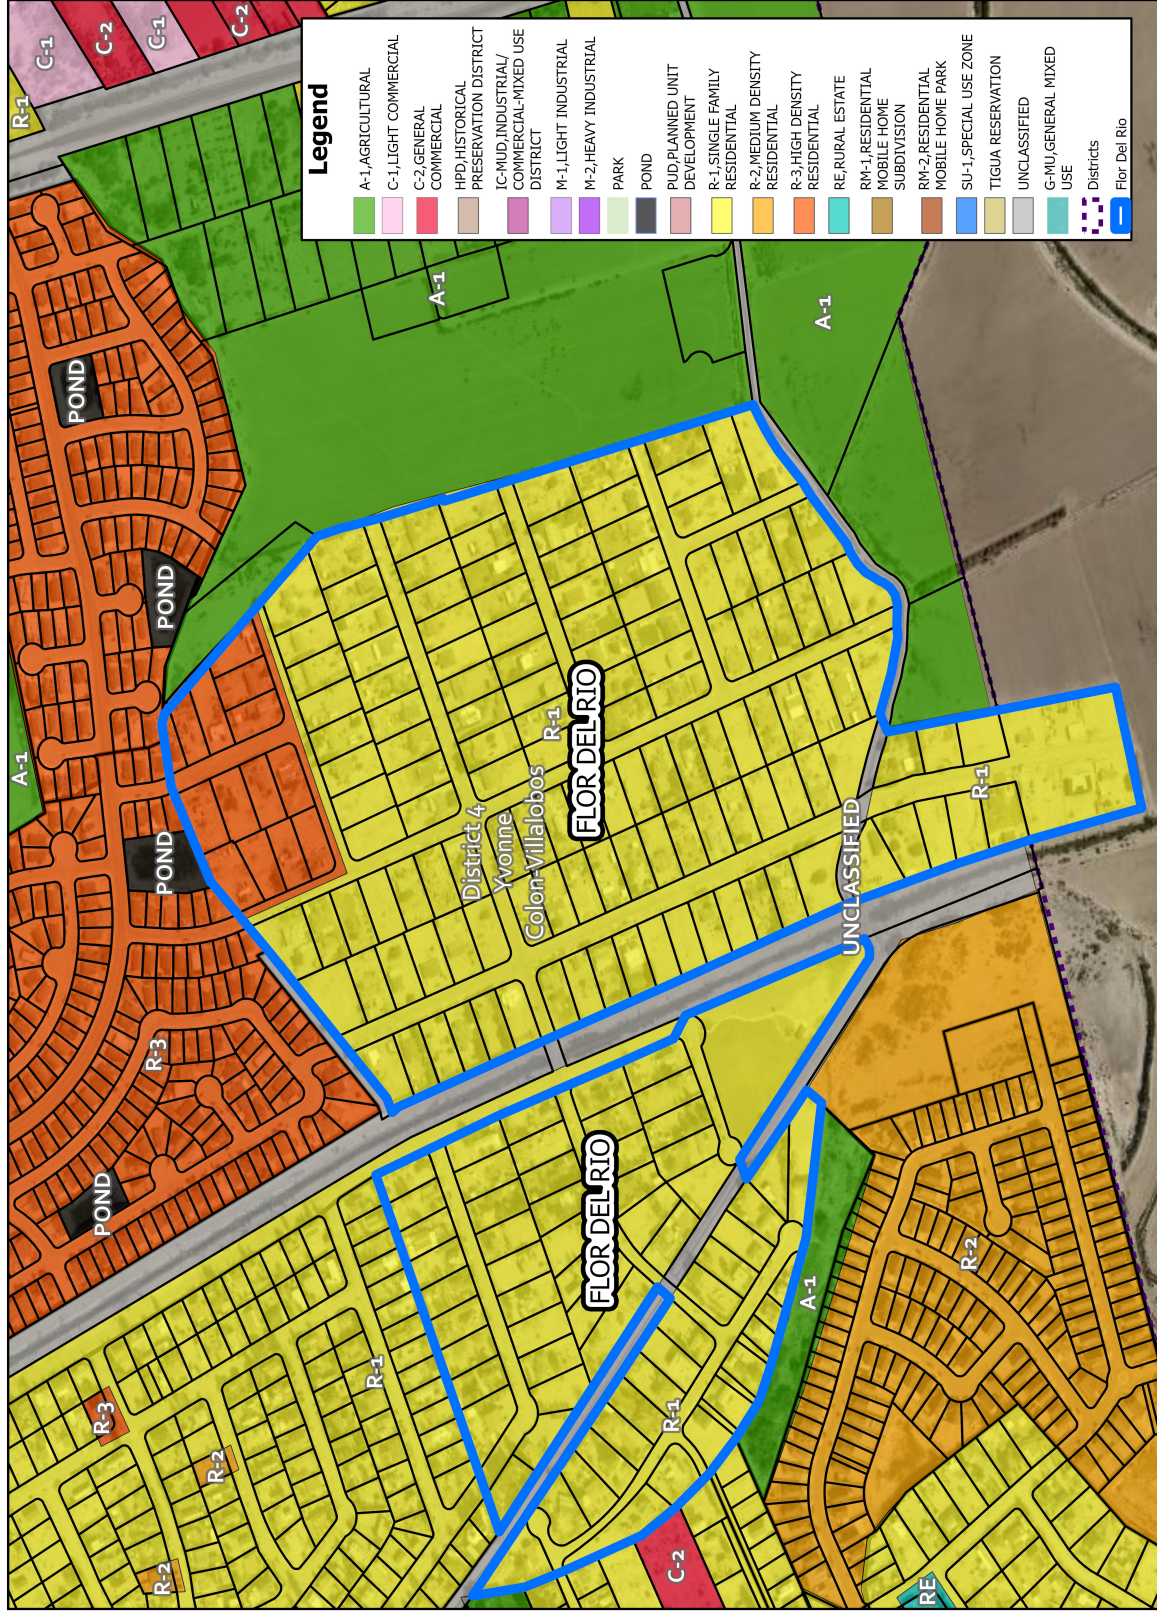 Legend
A-1,AGRICULTURAL
C-1,LIGHT COMMERCIAL
C-2,GENERAL
COMMERCIAL
HPD,HISTORICAL
PRESERVATION DISTRICT
IC-MUD,INDUSTRIAL/
COMMERCIAL-MIXED USE
DISTRICT
M-1,LIGHT INDUSTRIAL
M-2,HEAVY INDUSTRIAL
PARK
POND
PUD,PLANNED UNIT
DEVELOPMENT
R-1,SINGLE FAMILY
RESIDENTIAL
R-2,MEDIUM DENSITY
RESIDENTIAL
R-3,HIGH DENSITY
RESIDENTIAL
RE,RURAL ESTATE
RM-1,RESIDENTIAL
MOBILE HOME
SUBDIVISION
RM-2,RESIDENTIAL
MOBILE HOME PARK
SU-1,SPECIAL USE ZONE
TIGUA RESERVATION
UNCLASSIFIED
G-MU,GENERAL MIXED
USE
Districts
Flor Del Rio
R-1
C-1
C-2
C-1
C-2
A-1
A-1
POND
POND
A-1
POND
R-3
POND
R-1
FLOR DEL RIO
District 4
Yvonne
Colon-Villalobos
R-1
UNCLASSIFIED
FLOR DEL RIO
R-1
R-3
R-2
R-2
R-1
A-1
R-2
C-2
RE